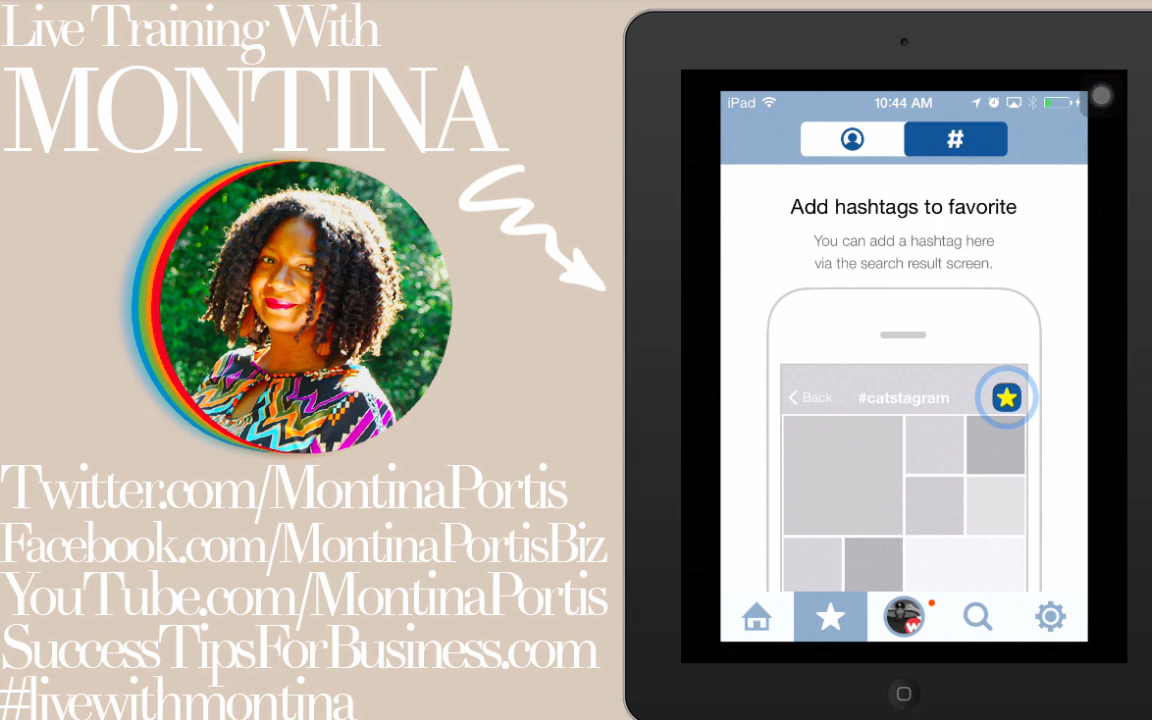 Live Training With
MONTINA
Twitter.com/MontinaPortis
Facebook.com/MontinaPortisBiz
YouTube.com/MontinaPortis
SuccessTipsForBusiness.com
#livewithmontina
iPad 10:44 AM
#
Add hashtags to favorite
You can add a hashtag here
via the search result screen.
Back #catstagram
W